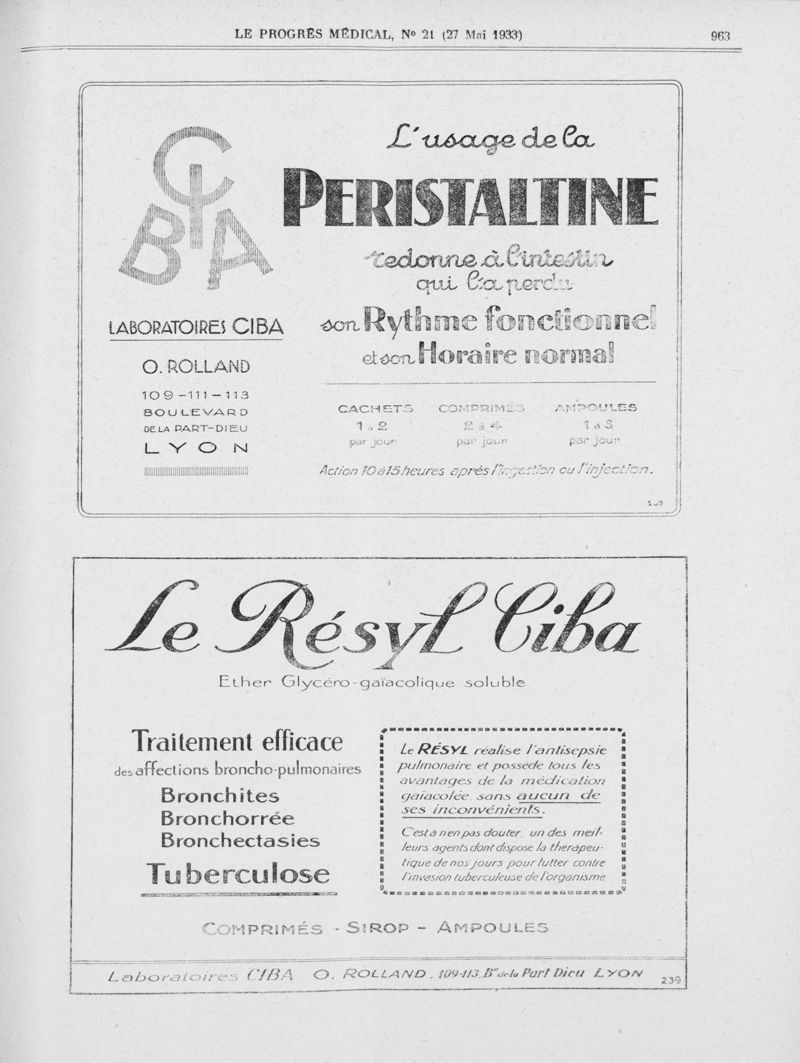 LE PROGRÈS MÉDICAL, Nº 21 (27 Mai 1933) 963
CIBA
LABORATOIRES CIBA
O. ROLLAND
109-111-113
BOULEVARD
DE LA PART-DIEU
LYON
L'usage de la
PERISTALTINE
redonne à l'intestin
qui l'a perdu
son Rythme fonctionnel
et son Horaire normal
CACHETS COMPRIMÉS AMPOULES
1 à 2 2 à 4 1 à 3
par jour par jour par jour
Action 10 à 15 heures après l'ingestion ou l'injection.
Le Résyl Ciba
Ether Glycéro-gaïacolique soluble
Traitement efficace
des affections broncho-pulmonaires
Bronchites
Bronchorrée
Bronchectasies
Tuberculose
Le RÉSYL réalise l'antisepsie
pulmonaire et possède tous les
avantages de la médication
gaïacolée sans aucun de
ses inconvénients.
C'est à n'en pas douter, un des meil-
leurs agents dont dispose la thérapeu-
tique de nos jours pour lutter contre
l'invasion tuberculeuse de l'organisme
COMPRIMÉS - SIROP - AMPOULES
Laboratoires CIBA O. ROLLAND. 109-113, Bd de la Part Dieu LYON
239